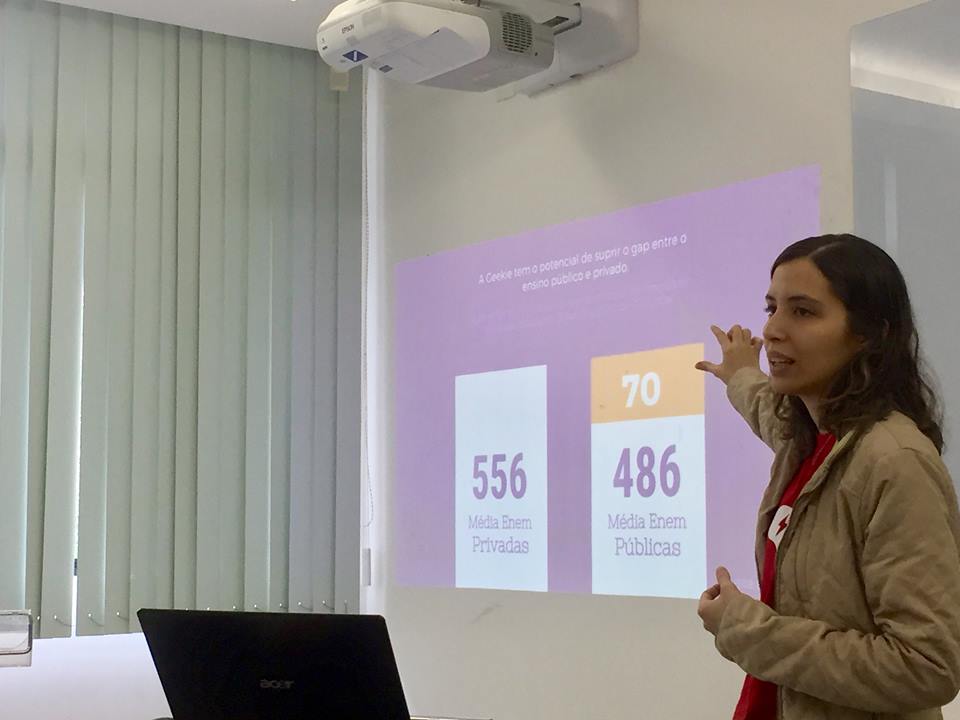 EPSON
A Geekie tem o potencial de suprir o gap entre o
ensino público e privado.
70
556
486
Média Enem
Privadas
Média Enem
Públicas
acer